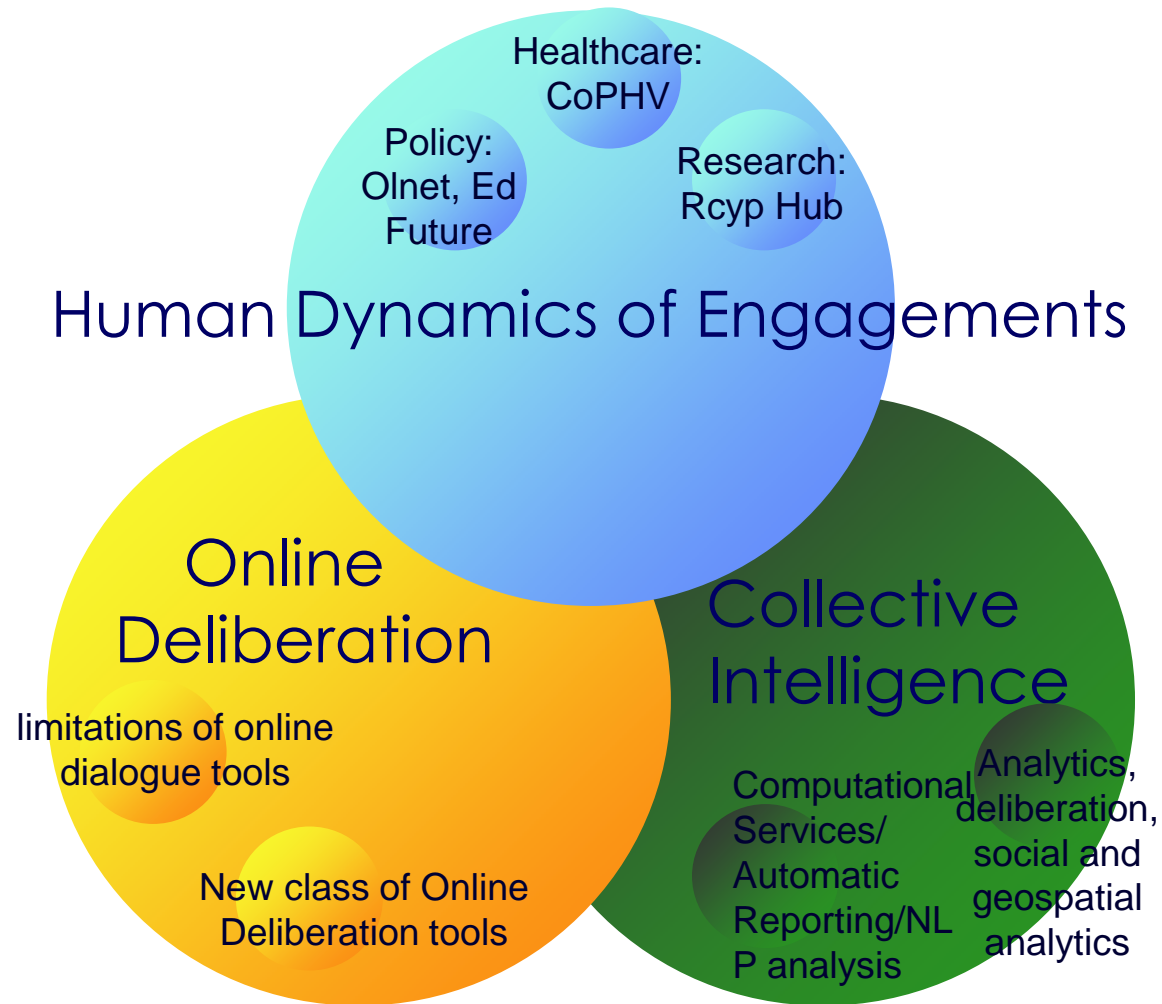 Healthcare:
CoPHV
Policy:
Olnet, Ed
Future
Research:
Rcyp Hub
Human Dynamics of Engagements
Online
Deliberation
limitations of online
dialogue tools
New class of Online
Deliberation tools
Collective
Intelligence
Computational
Services/
Automatic
Reporting/NL
P analysis
Analytics,
deliberation,
social and
geospatial
analytics